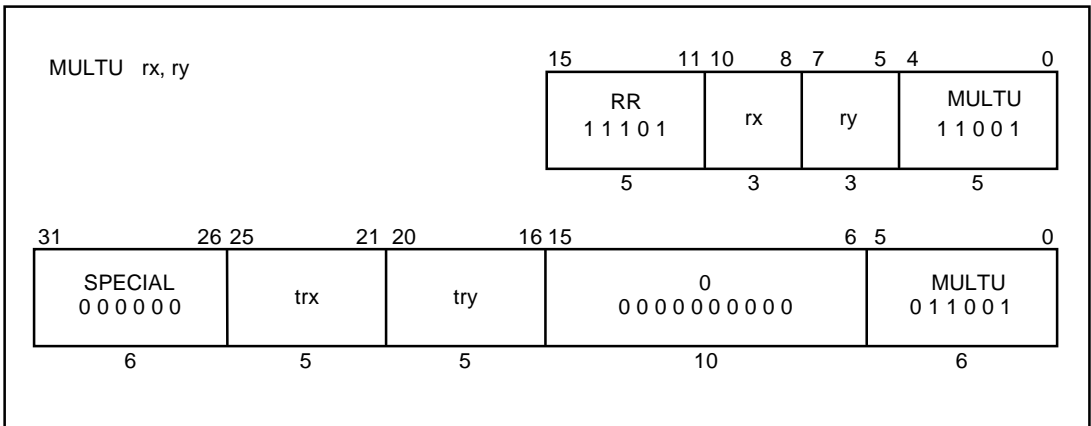 MULTU rx, ry
15 11 10 8 7 5 4 0
RR rx ry MULTU
1 1 1 0 1 1 1 0 0 1
5 3 3 5
31 26 25 21 20 16 15 6 5 0
SPECIAL trx try 0 MULTU
0 0 0 0 0 0 0 0 0 0 0 0 0 0 0 0 0 1 1 0 0 1
6 5 5 10 6